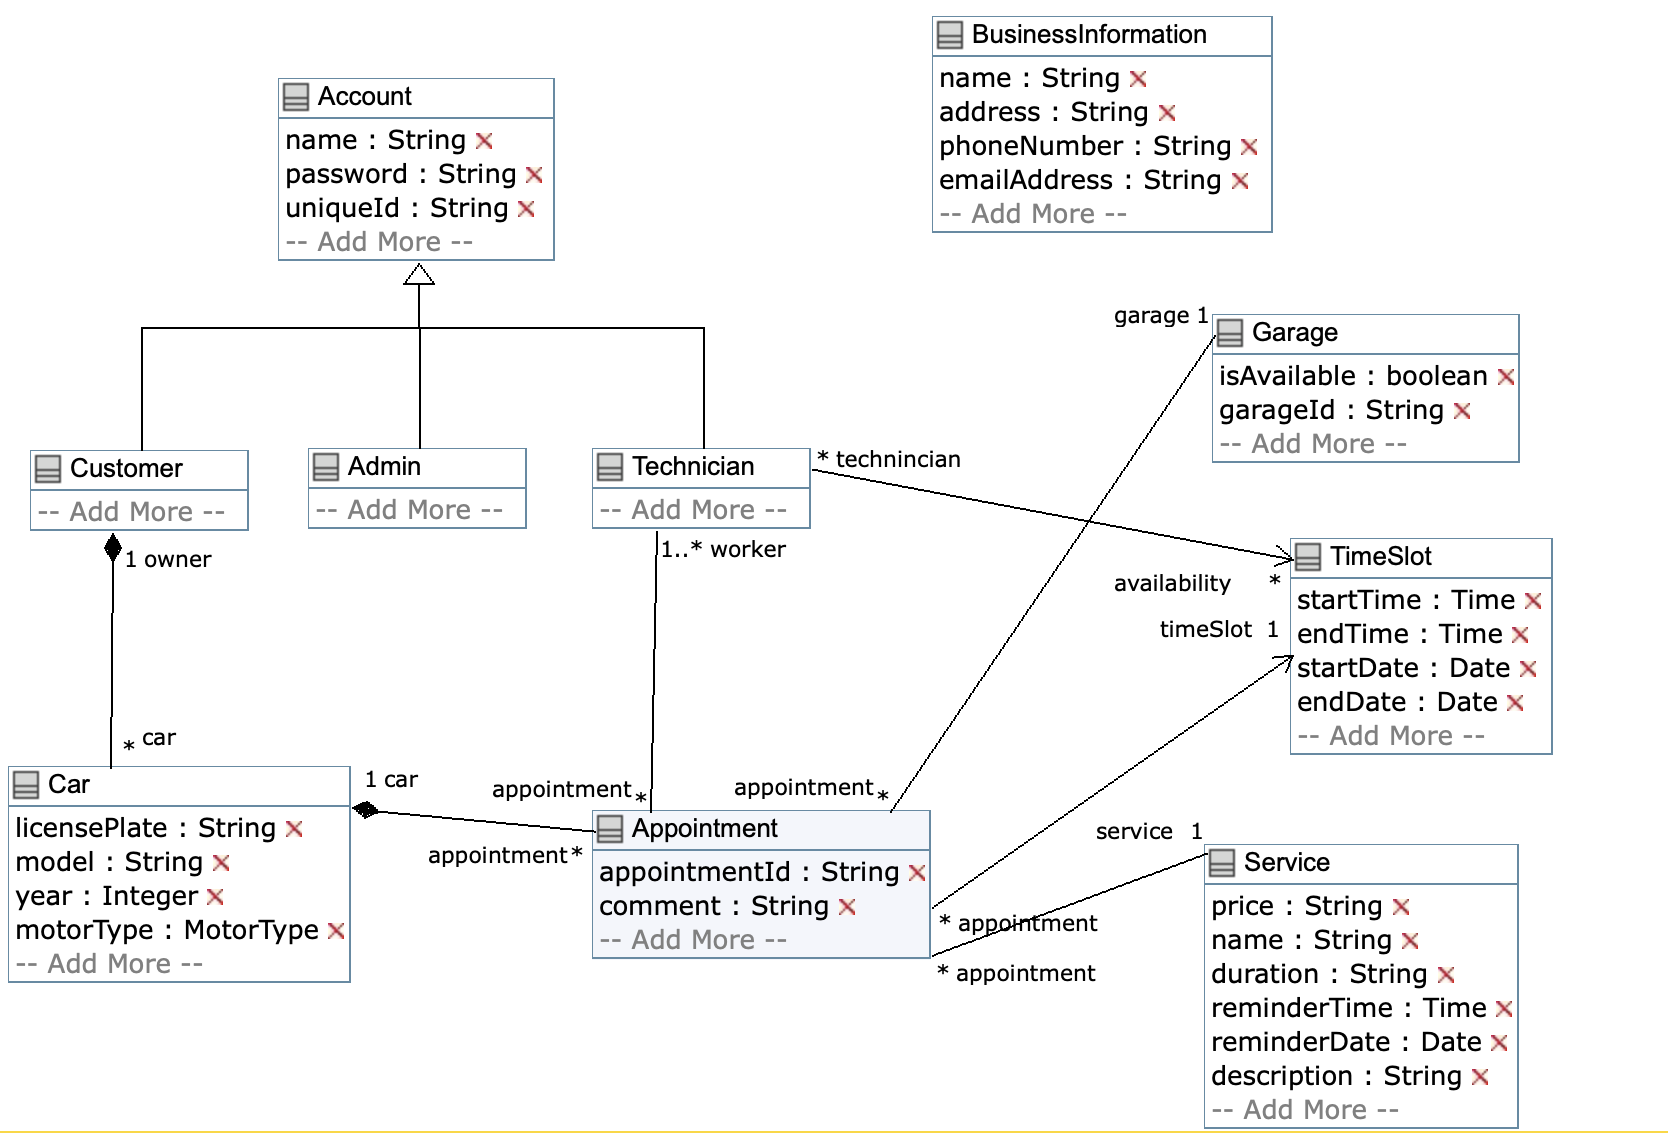 BusinessInformation
name : String
address : String
phoneNumber : String
emailAddress : String
-- Add More --
Account
name : String
password : String
uniqueId : String
-- Add More --
garage 1
Garage
isAvailable : boolean
garageId : String
-- Add More --
Customer
-- Add More --
1 owner
Admin
-- Add More --
Technician
-- Add More --
* technincian
1..* worker
availability *
timeSlot 1
TimeSlot
startTime : Time
endTime : Time
startDate : Date
endDate : Date
-- Add More --
* car
Car
licensePlate : String
model : String
year : Integer
motorType : MotorType
-- Add More --
1 car
appointment *
appointment *
appointment *
Appointment
appointmentId : String
comment : String
-- Add More --
* appointment
* appointment
service 1
Service
price : String
name : String
duration : String
reminderTime : Time
reminderDate : Date
description : String
-- Add More --